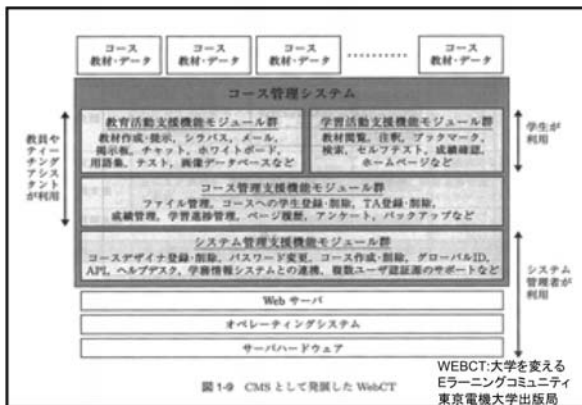 コース
教材・データ
コース
教材・データ
コース
教材・データ
コース
教材・データ
コース管理システム
教育活動支援機能モジュール群
教材作成・提示，シラバス，メール，
掲示板，チャット，ホワイトボード，
用語集，テスト，画像データベースなど
学習活動支援機能モジュール群
教材閲覧，注釈，ブックマーク，
検索，セルフテスト，成績確認，
ホームページなど
教員や
ティー
チングア
シスタ
ントが利用
学生が
利用
コース管理支援機能モジュール群
ファイル管理，コースへの学生登録・削除，TA登録・削除，
成績管理，学習進捗管理，ページ履歴，アンケート，バックアップなど
システム管理支援機能モジュール群
コースデザイナ登録・削除，パスワード変更，コース作成・削除，グローバルID，
API，ヘルプデスク，学務情報システムとの連携，複数ユーザ認証源のサポートなど
システム
管理者が
利用
Webサーバ
オペレーティングシステム
サーバハードウェア
図1-9 CMSとして発展したWebCT
WEBCT:大学を変える
Eラーニングコミュニティ
東京電機大学出版局